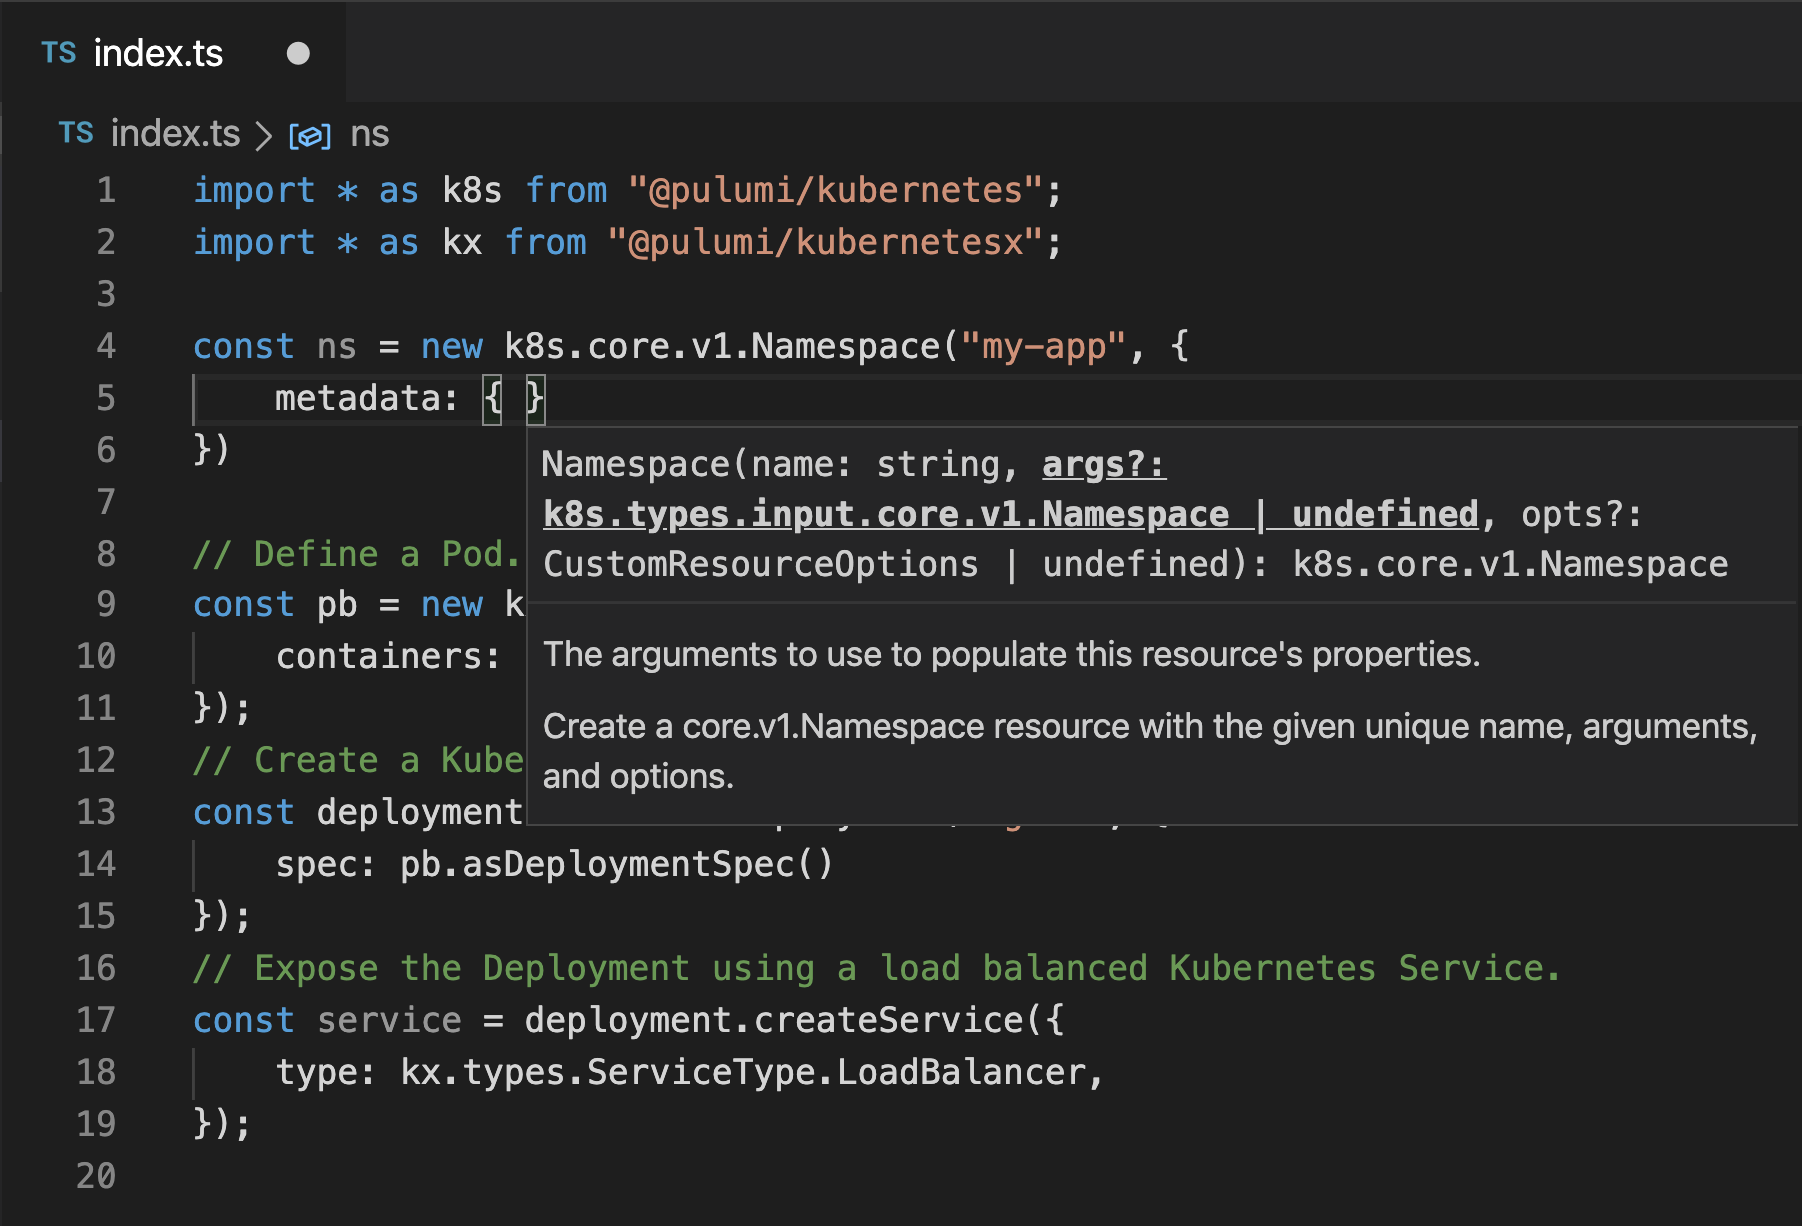 TS index.ts
TS index.ts > ns
1 import * as k8s from "@pulumi/kubernetes";
2 import * as kx from "@pulumi/kubernetesx";
3
4 const ns = new k8s.core.v1.Namespace("my-app", {
5     metadata: { }
6 })
Namespace(name: string, args?:
k8s.types.input.core.v1.Namespace | undefined, opts?:
CustomResourceOptions | undefined): k8s.core.v1.Namespace
The arguments to use to populate this resource's properties.
Create a core.v1.Namespace resource with the given unique name, arguments,
and options.
7
8 // Define a Pod.
9 const pb = new k
10     containers:
11 });
12 // Create a Kube
13 const deployment
14     spec: pb.asDeploymentSpec()
15 });
16 // Expose the Deployment using a load balanced Kubernetes Service.
17 const service = deployment.createService({
18     type: kx.types.ServiceType.LoadBalancer,
19 });
20